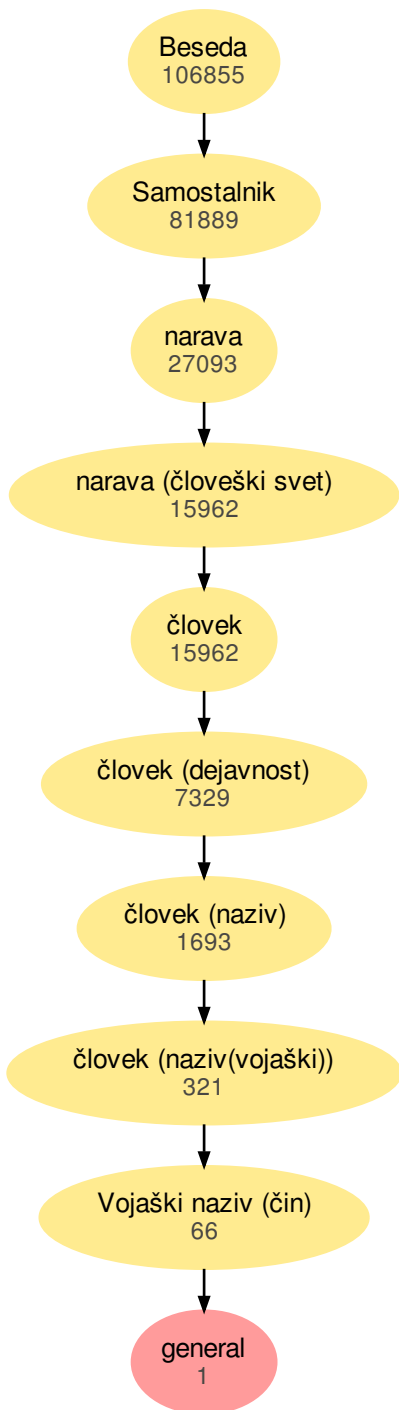 Beseda
106855
Samostalnik
81889
narava
27093
narava (človeški svet)
15962
človek
15962
človek (dejavnost)
7329
človek (naziv)
1693
človek (naziv(vojaški))
321
Vojaški naziv (čin)
66
general
1